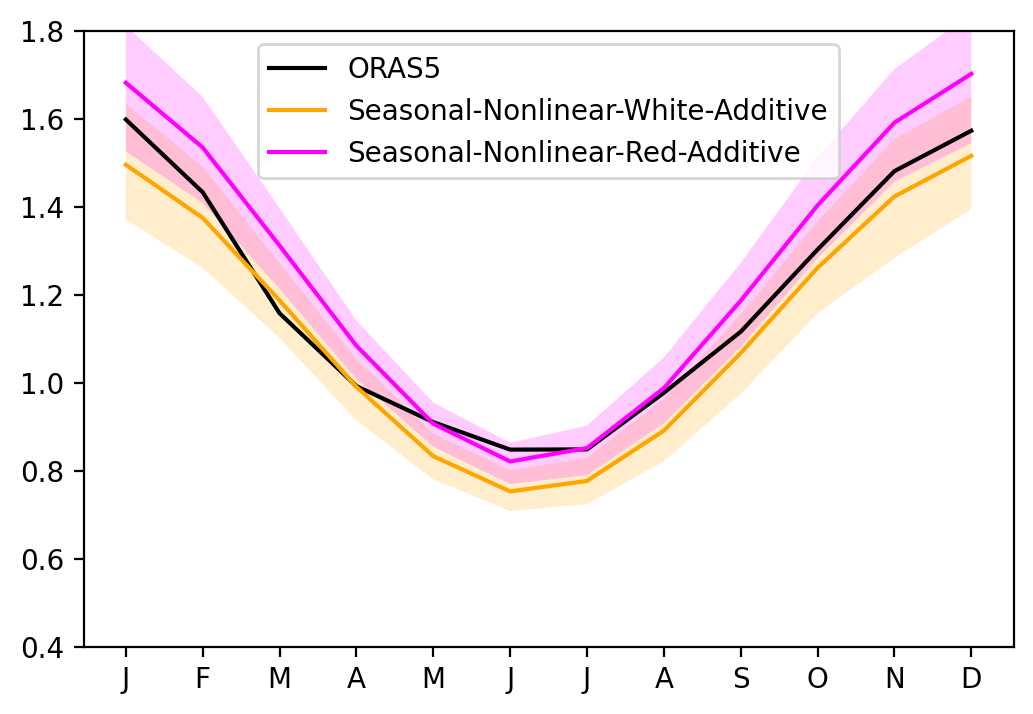 1.8
1.6
1.4
1.2
1.0
0.8
0.6
0.4
ORAS5
Seasonal-Nonlinear-White-Additive
Seasonal-Nonlinear-Red-Additive
J F M A M J J A S O N D